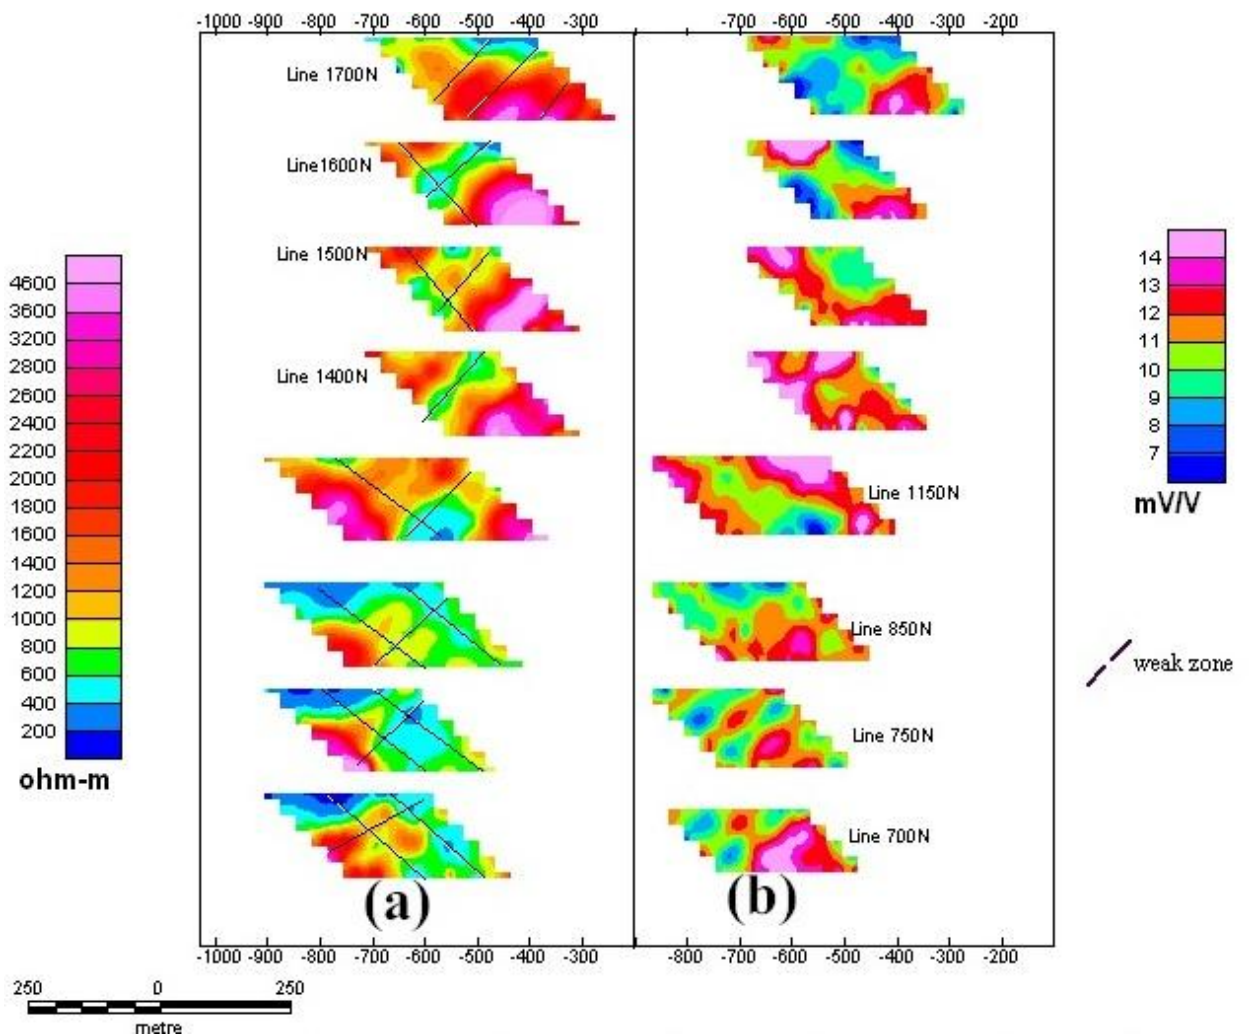 -1000 -900 -800 -700 -600 -500 -400 -300
-700 -600 -500 -400 -300 -200
Line 1700N
Line1600N
Line 1500N
Line 1400N
4600
3600
3200
2800
2600
2400
2200
2000
1800
1600
1400
1200
1000
800
600
400
200
ohm-m
14
13
12
11
10
9
8
7
mV/V
Line 1150N
Line 850N
weak zone
Line 750N
Line 700N
(a) (b)
-1000 -900 -800 -700 -600 -500 -400 -300
-800 -700 -600 -500 -400 -300 -200
250 0 250
metre